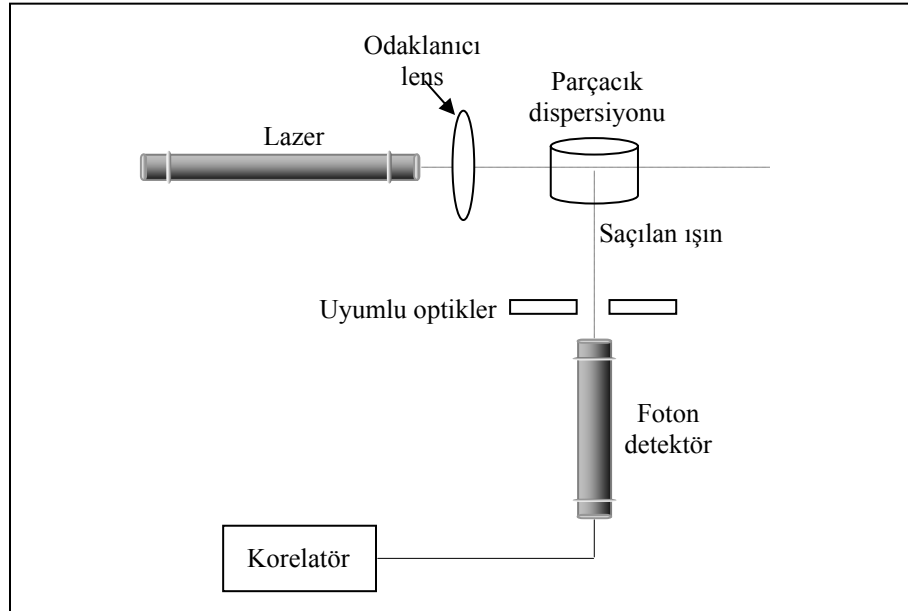 Odaklanıcı
lens
Parçacık
dispersiyonu
Lazer
Saçılan ışın
Uyumlu optikler
Foton
detektör
Korelatör